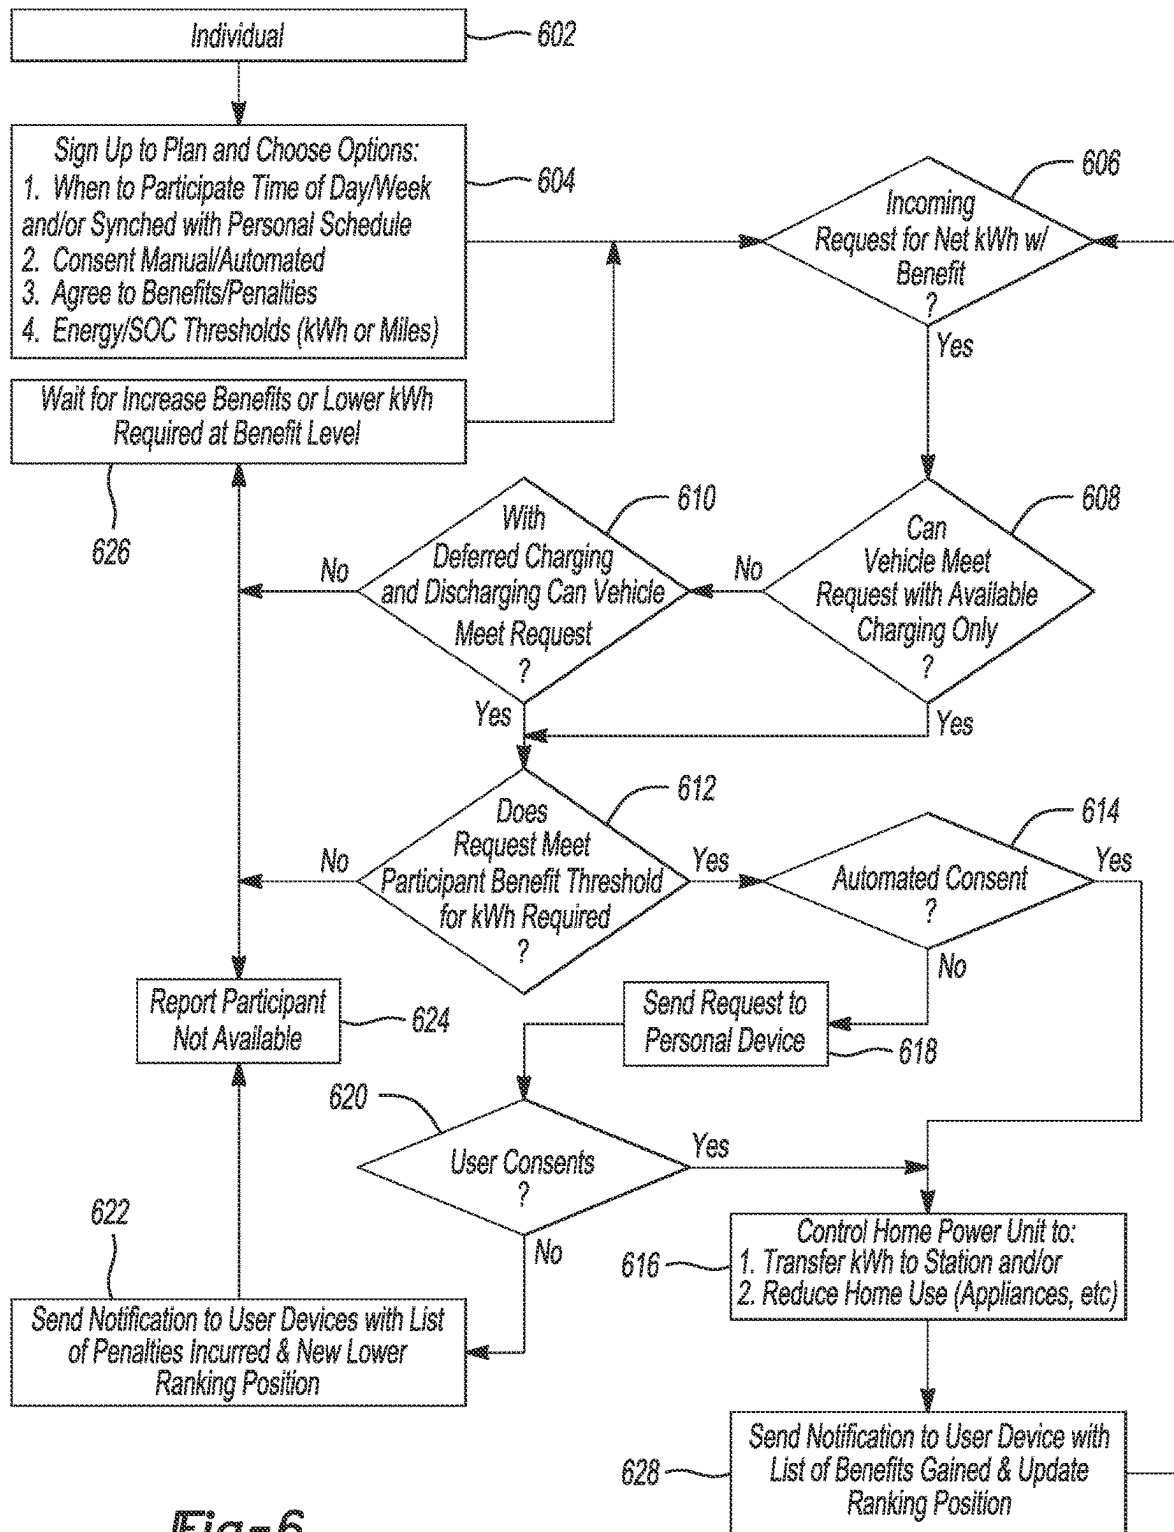 Individual
602
Sign Up to Plan and Choose Options:
1. When to Participate Time of Day/Week
and/or Synched with Personal Schedule
2. Consent Manual/Automated
3. Agree to Benefits/Penalties
4. Energy/SOC Thresholds (kWh or Miles)
604
Incoming
Request for Net kWh w/
Benefit
?
606
Yes
Wait for Increase Benefits or Lower kWh
Required at Benefit Level
626
With
Deferred Charging
and Discharging Can Vehicle
Meet Request
?
610
No
Yes
Can
Vehicle Meet
Request with Available
Charging Only
?
608
No
Yes
Does
Request Meet
Participant Benefit Threshold
for kWh Required
?
612
No
Yes
Automated Consent
?
614
Yes
No
Report Participant
Not Available
624
Send Request to
Personal Device
618
620
User Consents
?
Yes
No
622
Send Notification to User Devices with List
of Penalties Incurred & New Lower
Ranking Position
616
Control Home Power Unit to:
1. Transfer kWh to Station and/or
2. Reduce Home Use (Appliances, etc)
628
Send Notification to User Device with
List of Benefits Gained & Update
Ranking Position
Fig-6